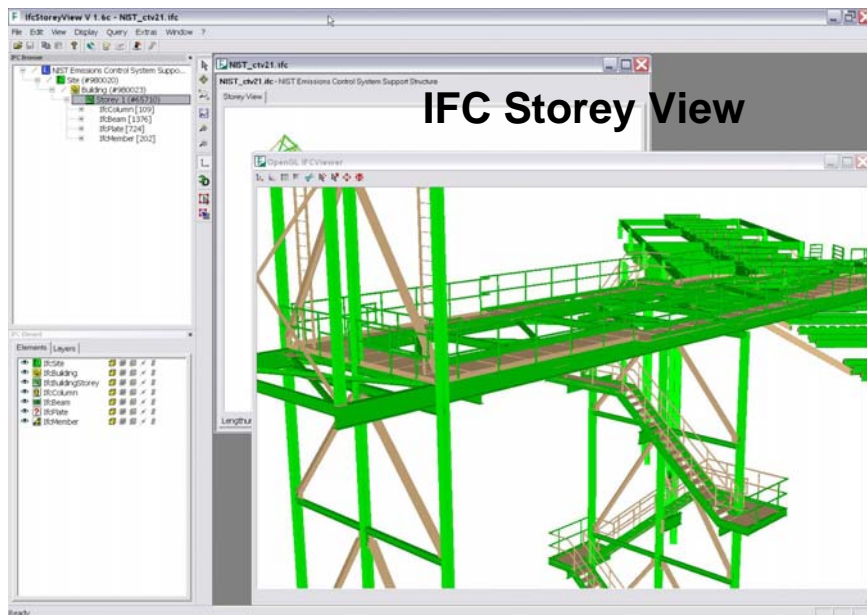 IfcStoreyView V 1.6c - NIST_ctv21.ifc
File Edit View Display Query Extras Window ?
IFC Browser
NIST Emissions Control System Suppo...
Site (#980020)
Building (#980023)
Storey 1 (#65710)
IfcColumn [109]
IfcBeam [1376]
IfcPlate [724]
IfcMember [202]
NIST_ctv21.ifc
NIST_ctv21.ifc - NIST Emissions Control System Support Structure
Storey View
IFC Storey View
OpenGL IFCViewer
Elements Layers
IfcSite
IfcBuilding
IfcBuildingStorey
IfcColumn
IfcBeam
IfcPlate
IfcMember
Ready